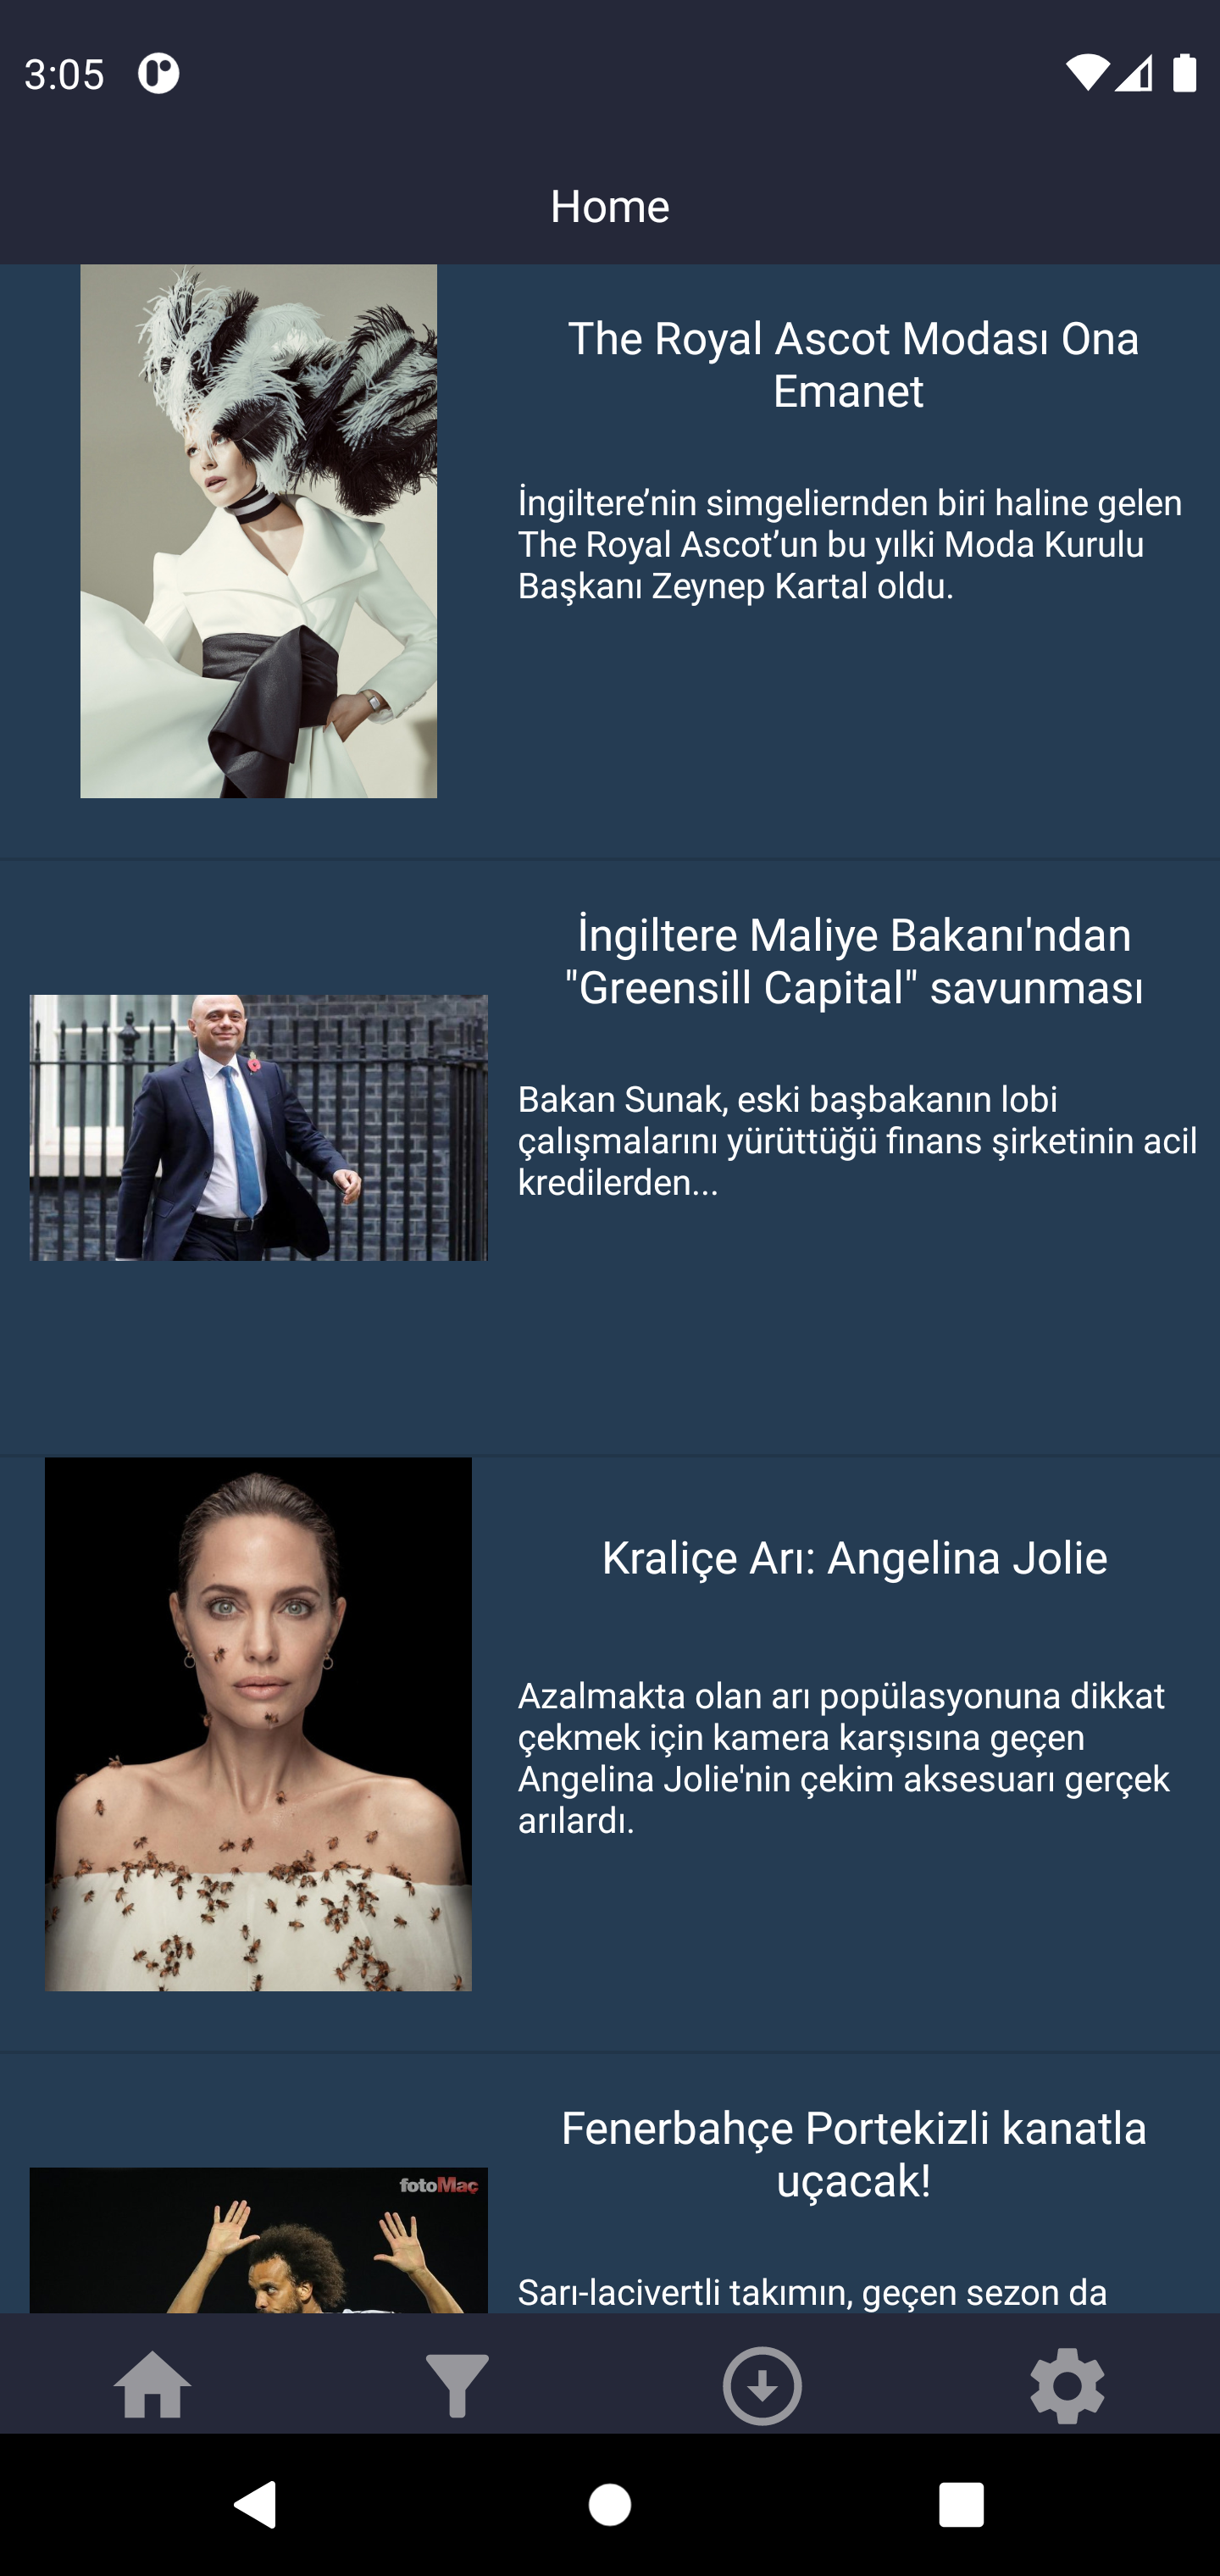 3:05
Home
The Royal Ascot Modası Ona
Emanet
İngiltere’nin simgeliernden biri haline gelen
The Royal Ascot’un bu yılki Moda Kurulu
Başkanı Zeynep Kartal oldu.
İngiltere Maliye Bakanı'ndan
"Greensill Capital" savunması
Bakan Sunak, eski başbakanın lobi
çalışmalarını yürüttüğü finans şirketinin acil
kredilerden...
Kraliçe Arı: Angelina Jolie
Azalmakta olan arı popülasyonuna dikkat
çekmek için kamera karşısına geçen
Angelina Jolie'nin çekim aksesuarı gerçek
arılardı.
Fenerbahçe Portekizli kanatla
uçacak!
fotoMaç
Sarı-lacivertli takımın, geçen sezon da